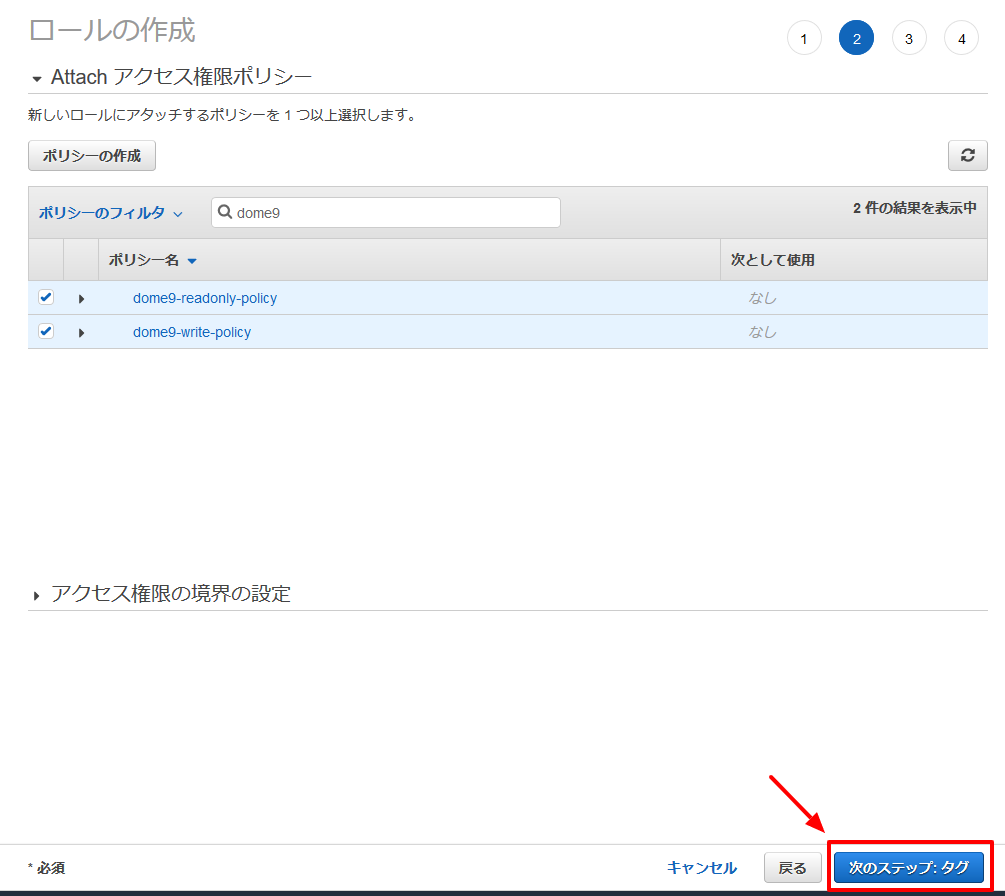 ロールの作成
1 2 3 4
Attach アクセス権限ポリシー
新しいロールにアタッチするポリシーを 1 つ以上選択します。
ポリシーの作成
ポリシーのフィルタ dome9 2 件の結果を表示中
ポリシー名 次として使用
dome9-readonly-policy なし
dome9-write-policy なし
アクセス権限の境界の設定
* 必須 キャンセル 戻る 次のステップ: タグ